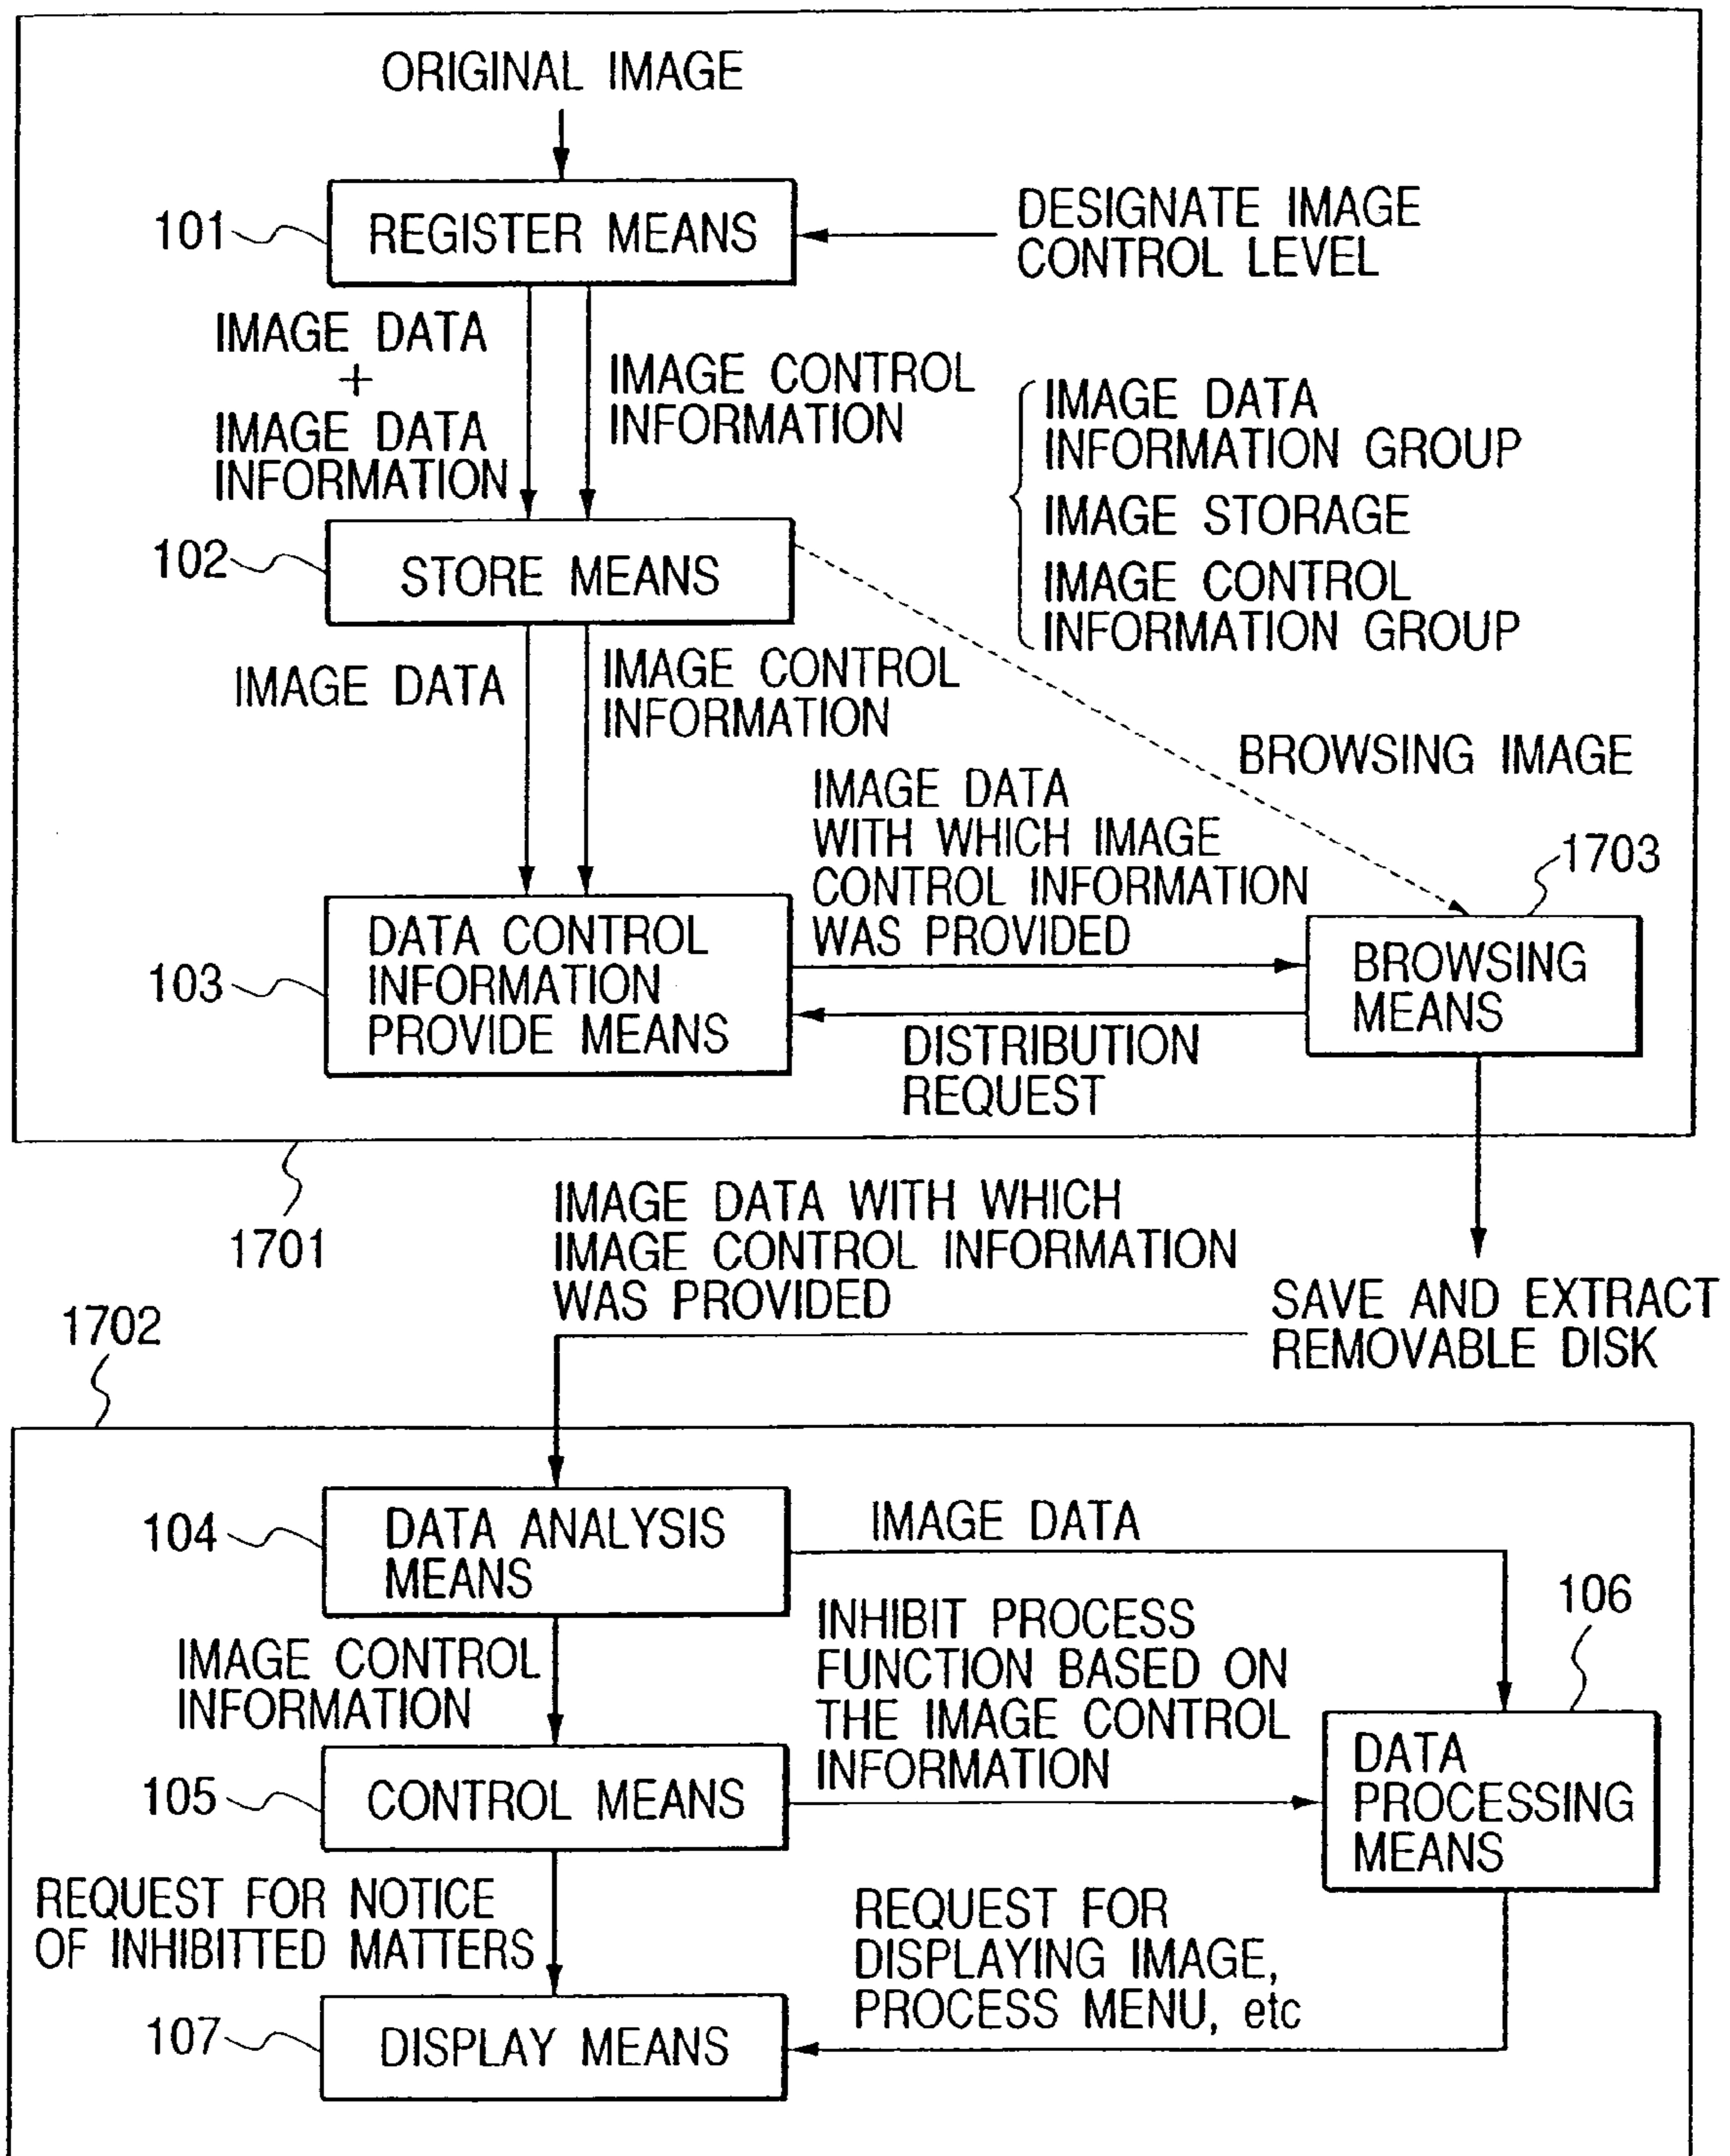 ORIGINAL IMAGE
101
REGISTER MEANS
DESIGNATE IMAGE
CONTROL LEVEL
IMAGE DATA
+
IMAGE DATA
INFORMATION
IMAGE CONTROL
INFORMATION
IMAGE DATA
INFORMATION GROUP
IMAGE STORAGE
IMAGE CONTROL
INFORMATION GROUP
102
STORE MEANS
IMAGE DATA
IMAGE CONTROL
INFORMATION
BROWSING IMAGE
IMAGE DATA
WITH WHICH IMAGE
CONTROL INFORMATION
WAS PROVIDED
1703
103
DATA CONTROL
INFORMATION
PROVIDE MEANS
BROWSING
MEANS
DISTRIBUTION
REQUEST
1701
IMAGE DATA WITH WHICH
IMAGE CONTROL INFORMATION
WAS PROVIDED
SAVE AND EXTRACT
REMOVABLE DISK
1702
104
DATA ANALYSIS
MEANS
IMAGE DATA
106
IMAGE CONTROL
INFORMATION
INHIBIT PROCESS
FUNCTION BASED ON
THE IMAGE CONTROL
INFORMATION
105
CONTROL MEANS
DATA
PROCESSING
MEANS
REQUEST FOR NOTICE
OF INHIBITTED MATTERS
REQUEST FOR
DISPLAYING IMAGE,
PROCESS MENU, etc
107
DISPLAY MEANS